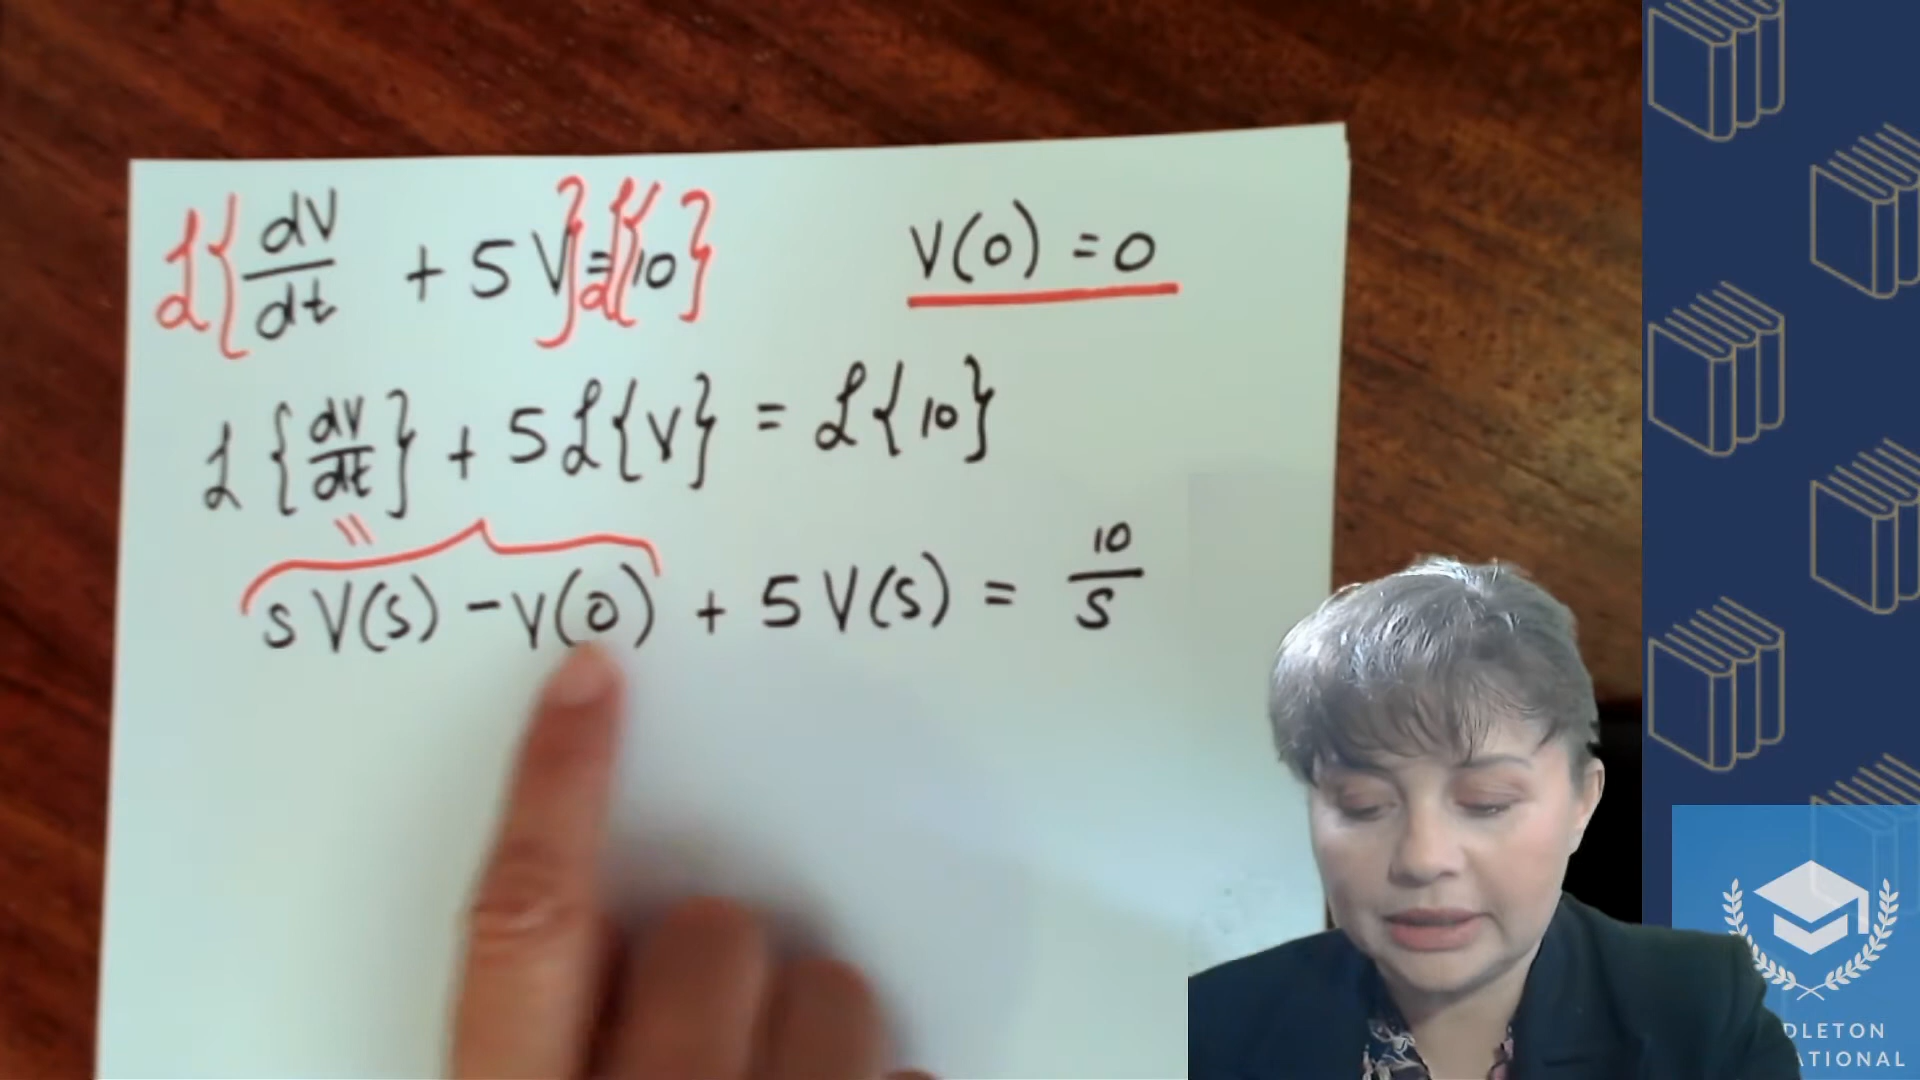 ℒ{dV/dt + 5V} = ℒ{10}
V(0) = 0
ℒ{dV/dt} + 5ℒ{V} = ℒ{10}
sV(s) - V(0) + 5V(s) = 10/s
DLETON
ATIONAL